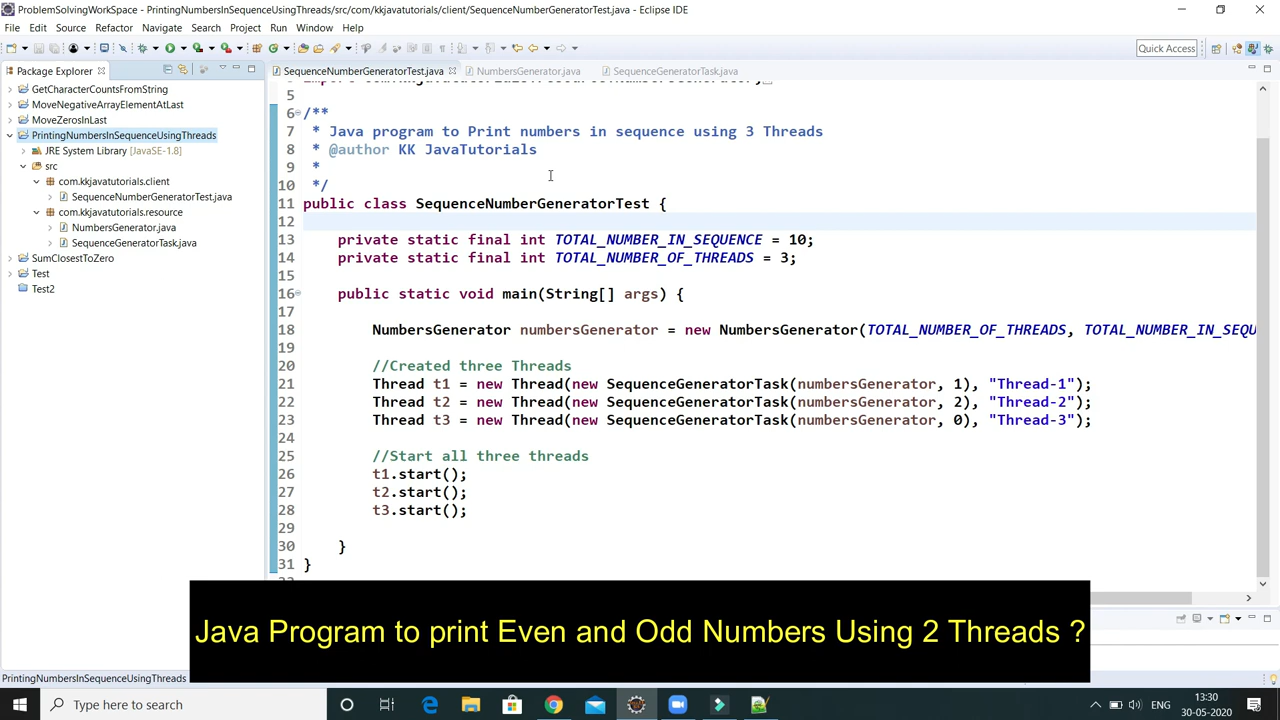 ProblemSolvingWorkSpace - PrintingNumbersInSequenceUsingThreads/src/com/kkjavatutorials/client/SequenceNumberGeneratorTest.java - Eclipse IDE
File Edit Source Refactor Navigate Search Project Run Window Help
Quick Access
Package Explorer
SequenceNumberGeneratorTest.java NumbersGenerator.java SequenceGeneratorTask.java
GetCharacterCountsFromString
MoveNegativeArrayElementAtLast
MoveZerosInLast
PrintingNumbersInSequenceUsingThreads
JRE System Library [JavaSE-1.8]
src
com.kkjavatutorials.client
SequenceNumberGeneratorTest.java
com.kkjavatutorials.resource
NumbersGenerator.java
SequenceGeneratorTask.java
SumClosestToZero
Test
Test2
5
6 /**
7 * Java program to Print numbers in sequence using 3 Threads
8 * @author KK JavaTutorials
9 *
10 */
11 public class SequenceNumberGeneratorTest {
12
13 private static final int TOTAL_NUMBER_IN_SEQUENCE = 10;
14 private static final int TOTAL_NUMBER_OF_THREADS = 3;
15
16 public static void main(String[] args) {
17
18 NumbersGenerator numbersGenerator = new NumbersGenerator(TOTAL_NUMBER_OF_THREADS, TOTAL_NUMBER_IN_SEQU
19
20 //Created three Threads
21 Thread t1 = new Thread(new SequenceGeneratorTask(numbersGenerator, 1), "Thread-1");
22 Thread t2 = new Thread(new SequenceGeneratorTask(numbersGenerator, 2), "Thread-2");
23 Thread t3 = new Thread(new SequenceGeneratorTask(numbersGenerator, 0), "Thread-3");
24
25 //Start all three threads
26 t1.start();
27 t2.start();
28 t3.start();
29
30 }
31 }
Java Program to print Even and Odd Numbers Using 2 Threads ?
PrintingNumbersInSequenceUsingThreads
Type here to search
ENG
13:30
30-05-2020